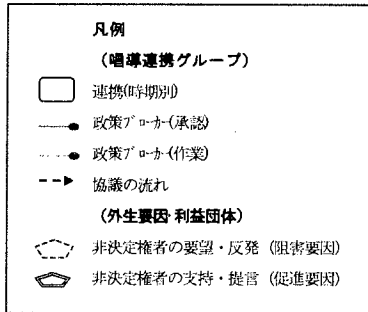 凡例
(唱導連携グループ)
連携(時期別)
政策ブローカー(承認)
政策ブローカー(作業)
協議の流れ
(外生要因・利益団体)
非決定権者の要望・反発 (阻害要因)
非決定権者の支持・提言 (促進要因)